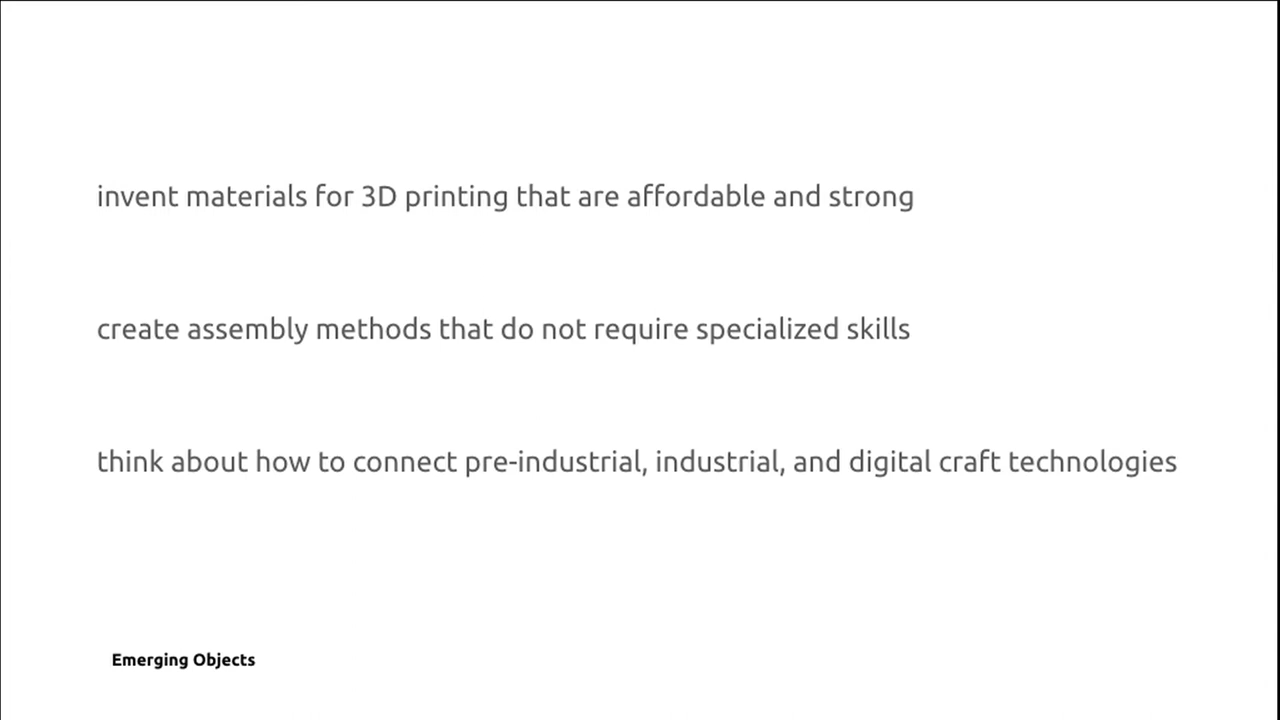 invent materials for 3D printing that are affordable and strong
create assembly methods that do not require specialized skills
think about how to connect pre-industrial, industrial, and digital craft technologies
Emerging Objects